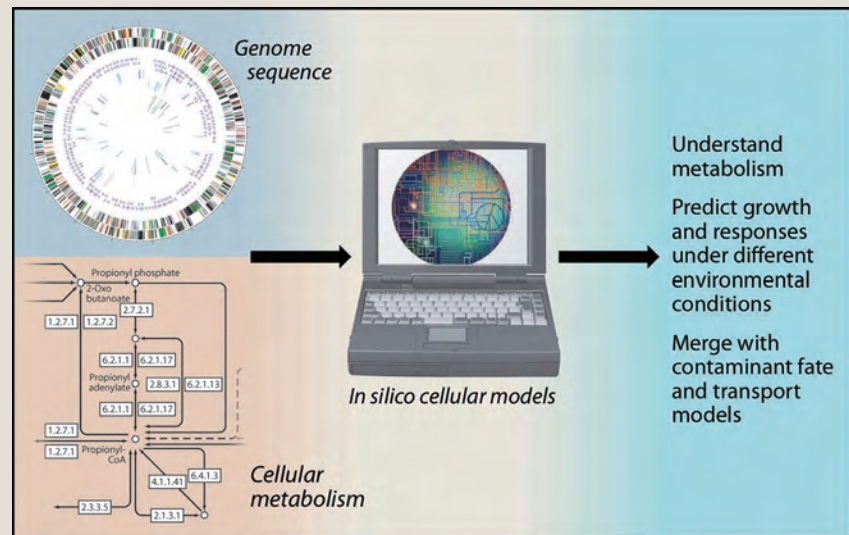 Genome
sequence
Propionyl phosphate
2-Oxo
butanoate
1.2.7.1
1.2.7.2
2.7.2.1
6.2.1.1
6.2.1.17
Propionyl
adenylate
2.8.3.1
6.2.1.13
6.2.1.1
6.2.1.17
1.2.7.1
1.2.7.1
Propionyl-
CoA
4.1.1.41
6.4.1.3
2.3.3.5
2.1.3.1
Cellular
metabolism
In silico cellular models
Understand
metabolism
Predict growth
and responses
under different
environmental
conditions
Merge with
contaminant fate
and transport
models